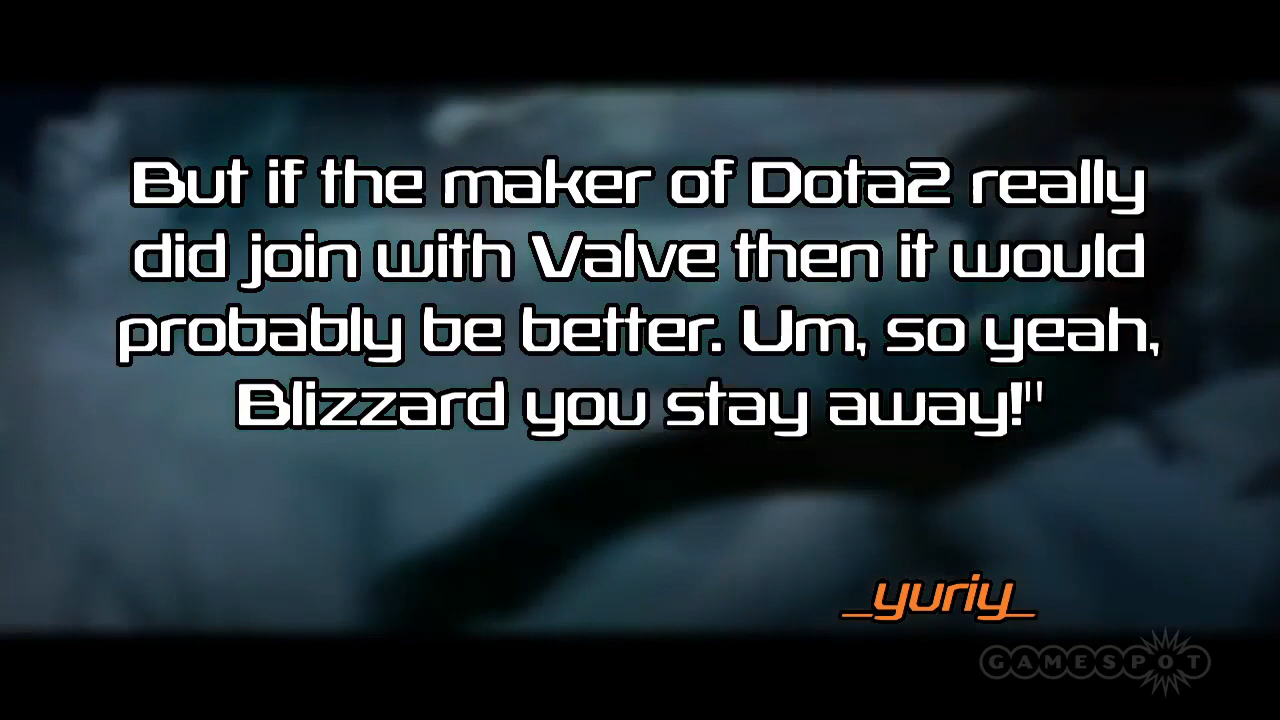 But if the maker of Dota2 really
did join with Valve then it would
probably be better. Um, so yeah,
Blizzard you stay away!"
_yuriy_
GAMESPOT